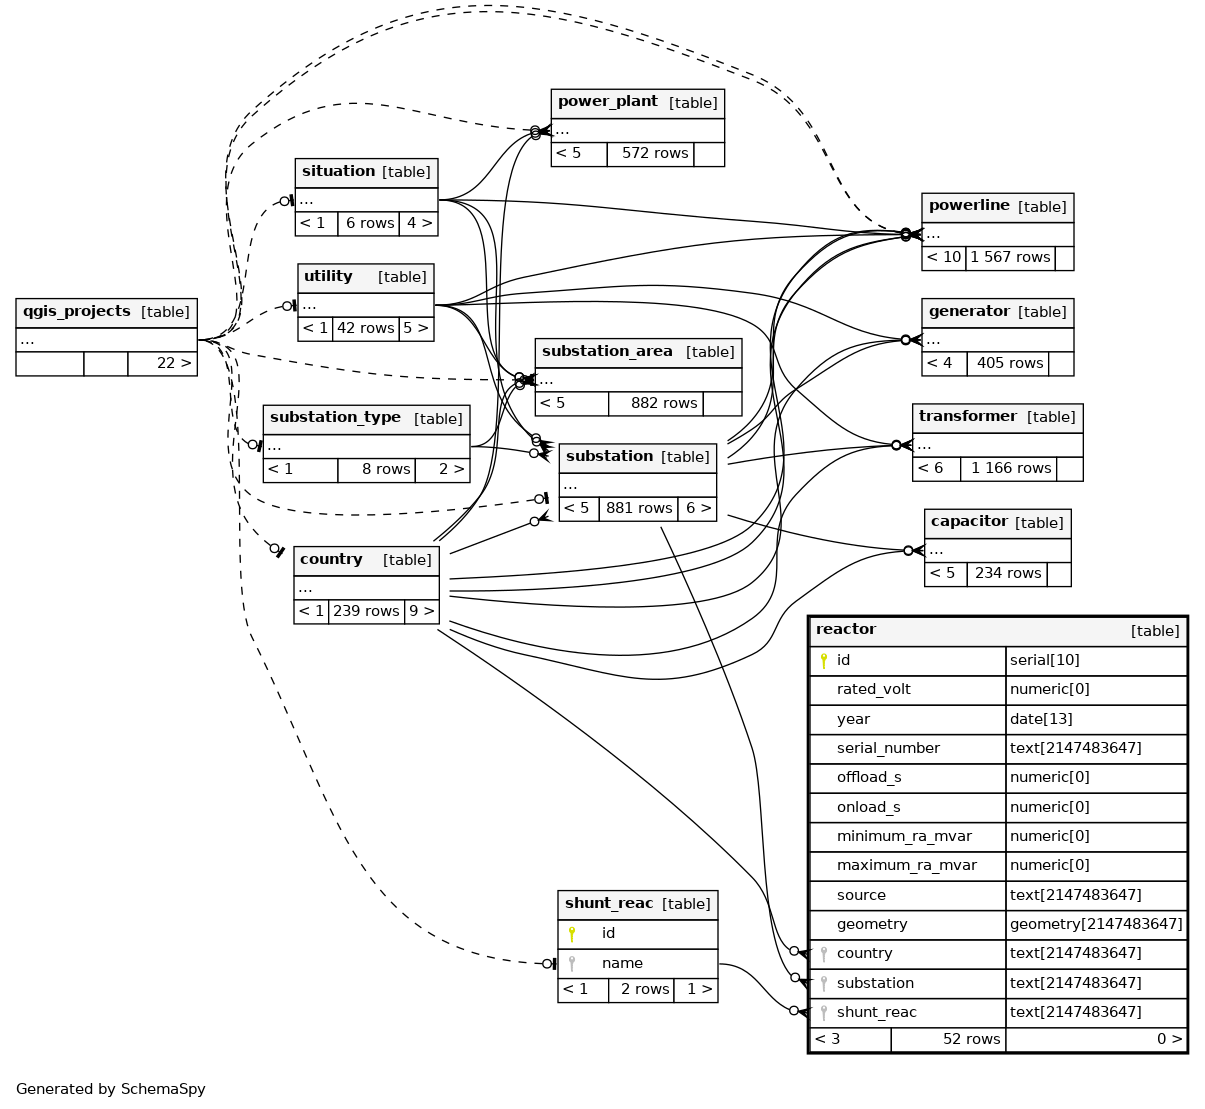 power_plant [table]
...
< 5 572 rows
situation [table]
...
< 1 6 rows 4 >
powerline [table]
...
< 10 1 567 rows
utility [table]
...
< 1 42 rows 5 >
qgis_projects [table]
...
22 >
generator [table]
...
< 4 405 rows
substation_area [table]
...
< 5 882 rows
substation_type [table]
...
< 1 8 rows 2 >
transformer [table]
...
< 6 1 166 rows
substation [table]
...
< 5 881 rows 6 >
capacitor [table]
...
< 5 234 rows
country [table]
...
< 1 239 rows 9 >
reactor [table]
id serial[10]
rated_volt numeric[0]
year date[13]
serial_number text[2147483647]
offload_s numeric[0]
onload_s numeric[0]
minimum_ra_mvar numeric[0]
maximum_ra_mvar numeric[0]
source text[2147483647]
geometry geometry[2147483647]
country text[2147483647]
substation text[2147483647]
shunt_reac text[2147483647]
< 3 52 rows 0 >
shunt_reac [table]
id
name
< 1 2 rows 1 >
Generated by SchemaSpy